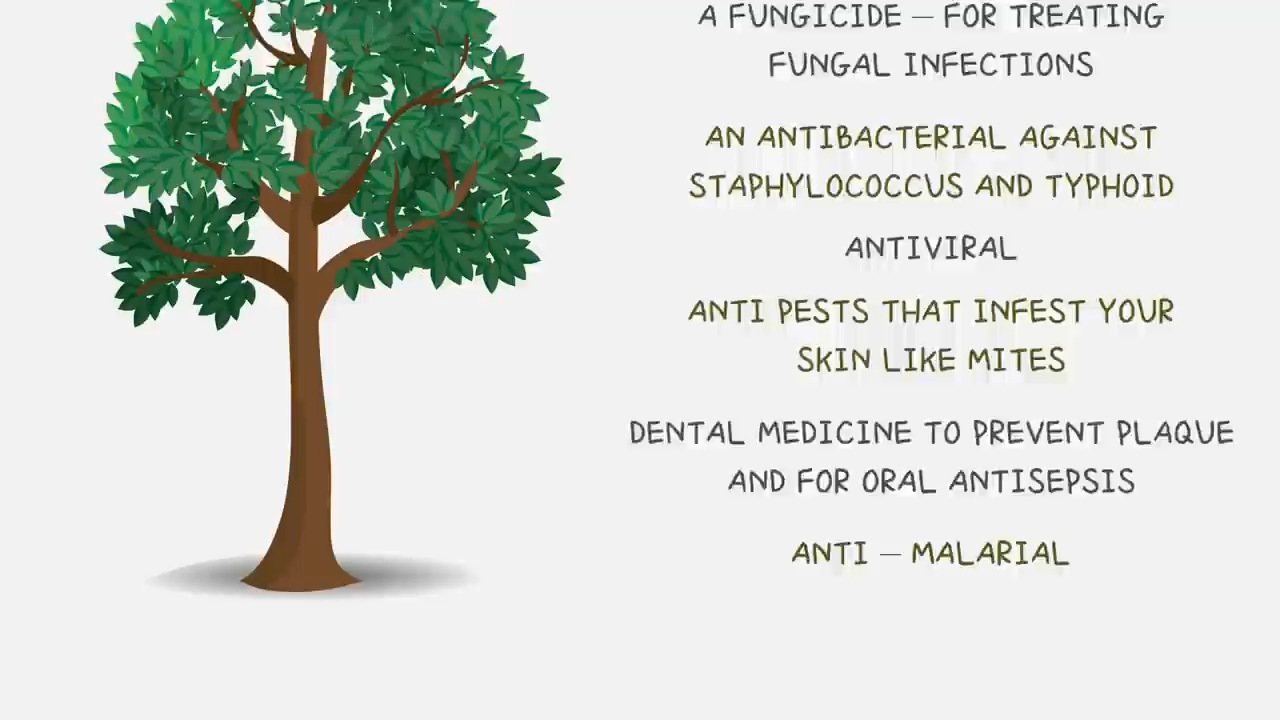 A FUNGICIDE – FOR TREATING
FUNGAL INFECTIONS
AN ANTIBACTERIAL AGAINST
STAPHYLOCOCCUS AND TYPHOID
ANTIVIRAL
ANTI PESTS THAT INFEST YOUR
SKIN LIKE MITES
DENTAL MEDICINE TO PREVENT PLAQUE
AND FOR ORAL ANTISEPSIS
ANTI – MALARIAL